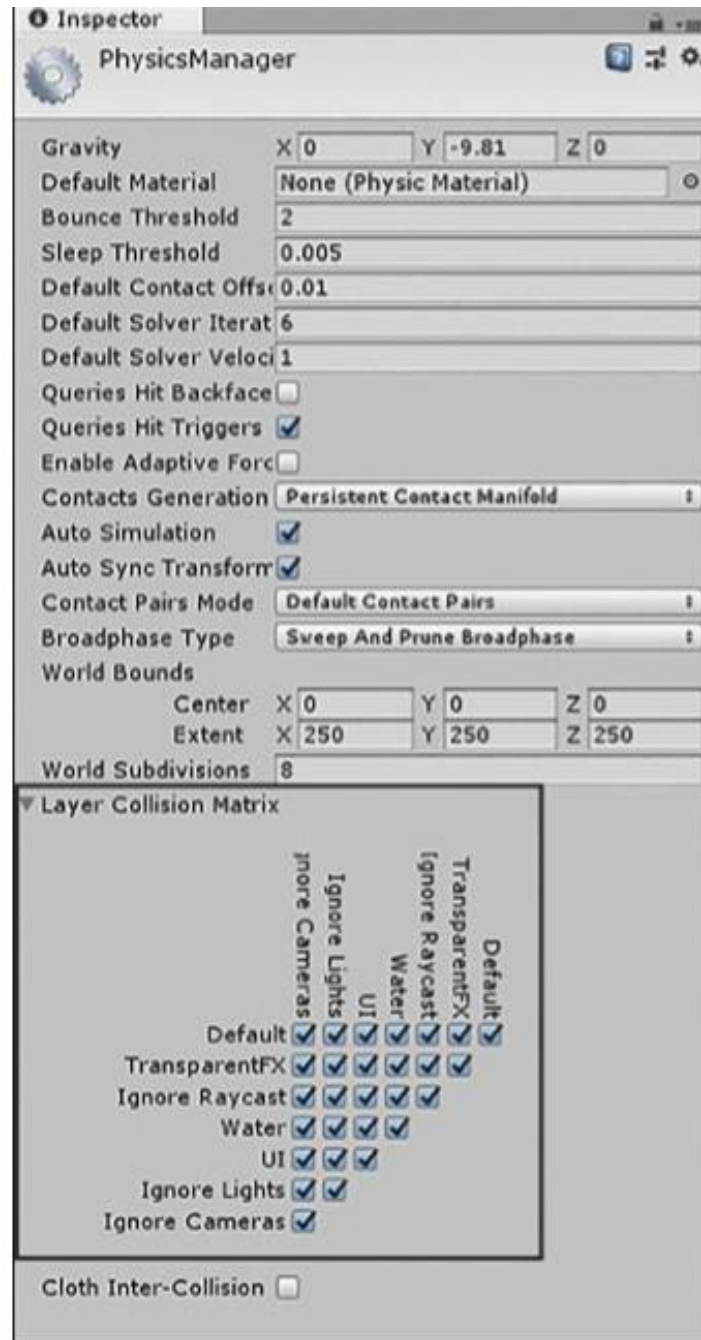 Inspector
PhysicsManager
Gravity X 0 Y -9.81 Z 0
Default Material None (Physic Material)
Bounce Threshold 2
Sleep Threshold 0.005
Default Contact Offs 0.01
Default Solver Iterat 6
Default Solver Veloci 1
Queries Hit Backface
Queries Hit Triggers
Enable Adaptive Forc
Contacts Generation Persistent Contact Manifold
Auto Simulation
Auto Sync Transform
Contact Pairs Mode Default Contact Pairs
Broadphase Type Sweep And Prune Broadphase
World Bounds
Center X 0 Y 0 Z 0
Extent X 250 Y 250 Z 250
World Subdivisions 8
Layer Collision Matrix
gnore Cameras
Ignore Lights
UI
Water
Ignore Raycast
TransparentFX
Default
Default
TransparentFX
Ignore Raycast
Water
UI
Ignore Lights
Ignore Cameras
Cloth Inter-Collision